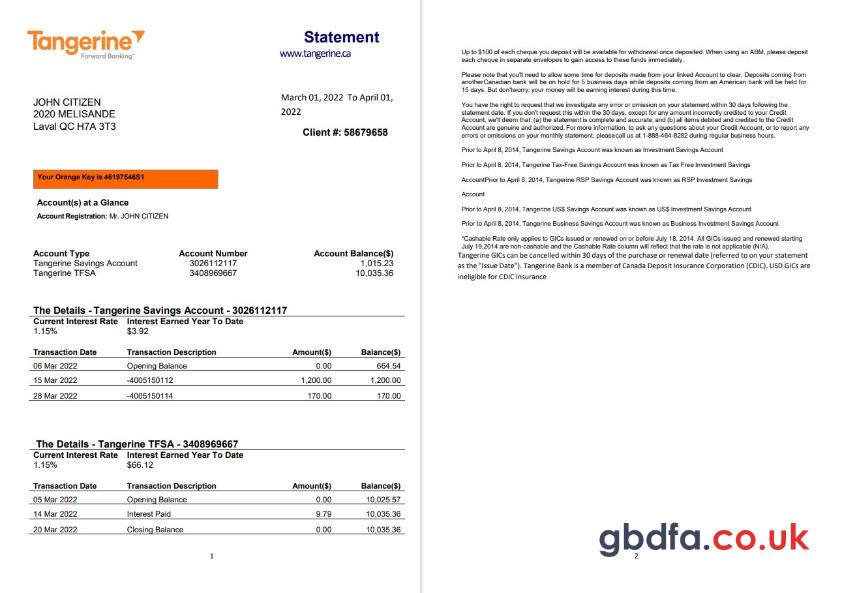 Tangerine
Forward Banking
Statement
www.tangerine.ca
JOHN CITIZEN
2020 MELISANDE
Laval QC H7A 3T3
March 01, 2022 To April 01,
2022
Client #: 58679658
Your Orange Key is 4619754651
Account(s) at a Glance
Account Registration: Mr. JOHN CITIZEN
Account Type Account Number Account Balance($)
Tangerine Savings Account 3026112117 1,015.23
Tangerine TFSA 3408969667 10,035.36
The Details - Tangerine Savings Account - 3026112117
Current Interest Rate Interest Earned Year To Date
1.15% $3.92
Transaction Date Transaction Description Amount($) Balance($)
06 Mar 2022 Opening Balance 0.00 664.54
15 Mar 2022 -4005150112 1,200.00 1,200.00
28 Mar 2022 -4005150114 170.00 170.00
The Details - Tangerine TFSA - 3408969667
Current Interest Rate Interest Earned Year To Date
1.15% $66.12
Transaction Date Transaction Description Amount($) Balance($)
05 Mar 2022 Opening Balance 0.00 10,025.57
14 Mar 2022 Interest Paid 9.79 10,035.36
20 Mar 2022 Closing Balance 0.00 10,035.36
1
Up to $100 of each cheque you deposit will be available for withdrawal once deposited. When using an ABM, please deposit
each cheque in separate envelopes to gain access to these funds immediately.
Please note that you'll need to allow some time for deposits made from your linked Account to clear. Deposits coming from
anotherCanadian bank will be on hold for 5 business days while deposits coming from an American bank will be held for
15 days. But don'tworry; your money will be earning interest during this time.
You have the right to request that we investigate any error or omission on your statement within 30 days following the
statement date. If you don't request this within the 30 days, except for any amount incorrectly credited to your Credit
Account, we'll deem that: (a) the statement is complete and accurate; and (b) all items debited and credited to the Credit
Account are genuine and authorized. For more information, to ask any questions about your Credit Account, or to report any
errors or omissions on your monthly statement, pleasecall us at 1-888-464-8282 during regular business hours.
Prior to April 8, 2014, Tangerine Savings Account was known as Investment Savings Account
Prior to April 8, 2014, Tangerine Tax-Free Savings Account was known as Tax Free Investment Savings
AccountPrior to April 8, 2014, Tangerine RSP Savings Account was known as RSP Investment Savings
Account
Prior to April 8, 2014, Tangerine US$ Savings Account was known as US$ Investment Savings Account
Prior to April 8, 2014, Tangerine Business Savings Account was known as Business Investment Savings Account
*Cashable Rate only applies to GICs issued or renewed on or before July 18, 2014. All GICs issued and renewed starting
July 19,2014 are non-cashable and the Cashable Rate column will reflect that the rate is not applicable (N/A).
Tangerine GICs can be cancelled within 30 days of the purchase or renewal date (referred to on your statement
as the "Issue Date"). Tangerine Bank is a member of Canada Deposit Insurance Corporation (CDIC). USD GICs are
ineligible for CDIC insurance
gbdfa.co.uk
2